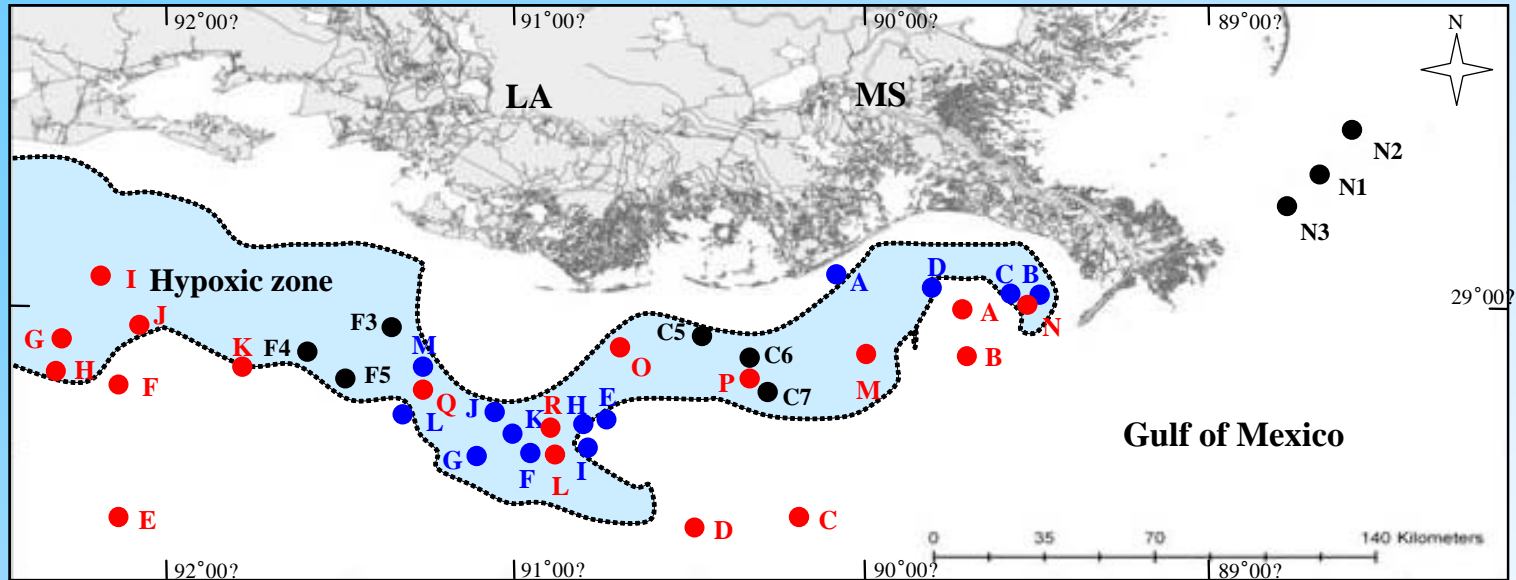 92°00? 91°00? 90°00? 89°00? N
LA MS
N2
N1
N3
I Hypoxic zone A D C B
29°00?
J F3 A N
G F4 M C5 C6 B
H F K F5 O P C7 M
Q
L J K R H E
G F L I
Gulf of Mexico
E D C
0 35 70 140 Kilometers
92°00? 91°00? 90°00? 89°00?